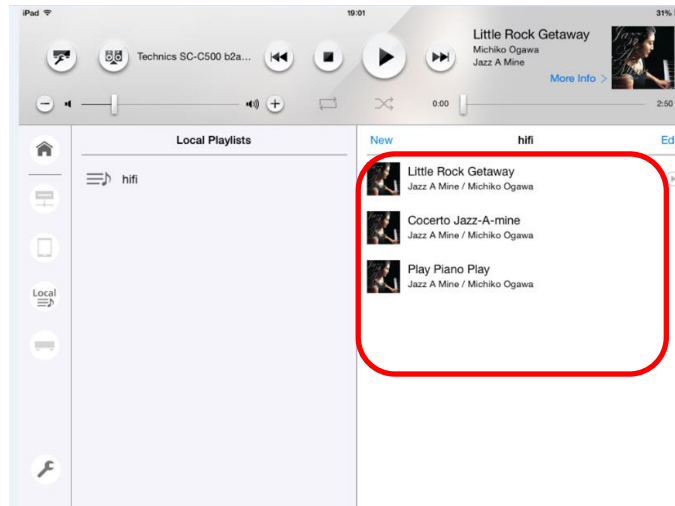 iPad 19:01 31%
Little Rock Getaway
Michiko Ogawa
Jazz A Mine
More Info >
Technics SC-C500 b2a...
0:00 2:50
Local Playlists
New hifi Ed
hifi
Local
Little Rock Getaway
Jazz A Mine / Michiko Ogawa
Cocerto Jazz-A-mine
Jazz A Mine / Michiko Ogawa
Play Piano Play
Jazz A Mine / Michiko Ogawa